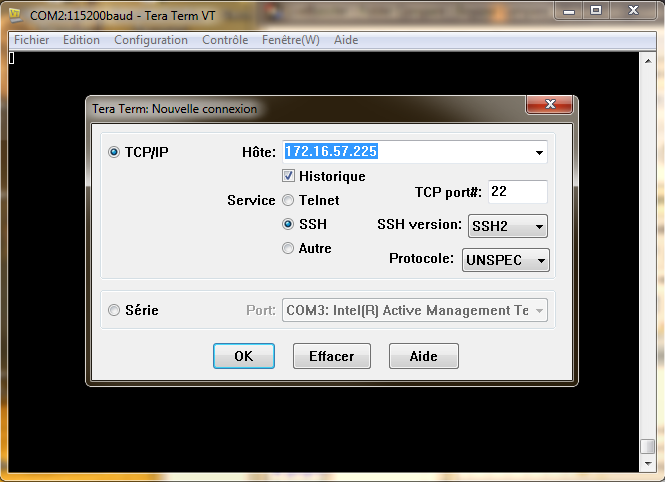 COM2:115200baud - Tera Term VT
Fichier Edition Configuration Contrôle Fenêtre(W) Aide
Tera Term: Nouvelle connexion
TCP/IP Hôte: 172.16.57.225
Historique
Service Telnet TCP port#: 22
SSH SSH version: SSH2
Autre Protocole: UNSPEC
Série Port: COM3: Intel(R) Active Management Te
OK Effacer Aide